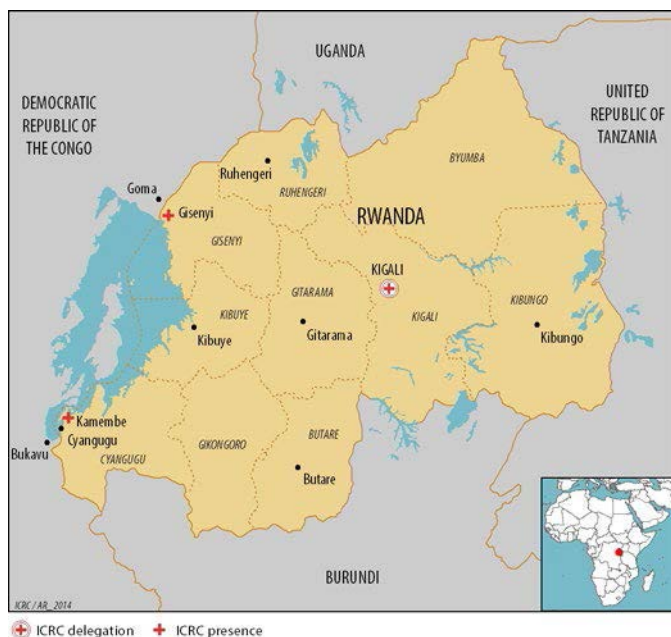 UGANDA
DEMOCRATIC
REPUBLIC OF
THE CONGO
UNITED
REPUBLIC OF
TANZANIA
BYUMBA
Ruhengeri
RUHENGERI
Goma
Gisenyi
RWANDA
GISENYI
KIGALI
GITARAMA
KIBUYE
KIBUNGO
KIGALI
Kibuye
Gitarama
Kibungo
Kamembe
Cyangugu
Bukavu
CYANGUGU
GIKONGORO
BUTARE
Butare
BURUNDI
ICRC / AR_2014
ICRC delegation ICRC presence